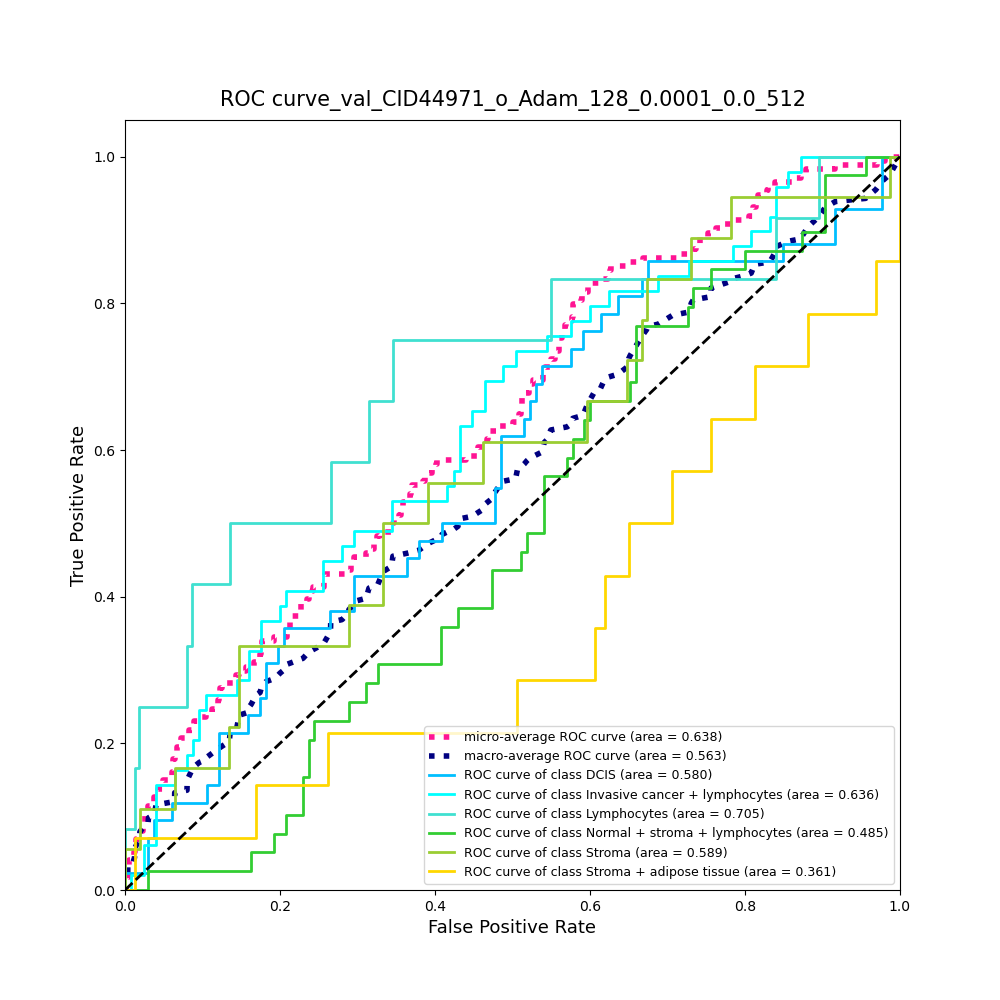 ROC curve_val_CID44971_o_Adam_128_0.0001_0.0_512
True Positive Rate
1.0
0.8
0.6
0.4
0.2
0.0
micro-average ROC curve (area = 0.638)
macro-average ROC curve (area = 0.563)
ROC curve of class DCIS (area = 0.580)
ROC curve of class Invasive cancer + lymphocytes (area = 0.636)
ROC curve of class Lymphocytes (area = 0.705)
ROC curve of class Normal + stroma + lymphocytes (area = 0.485)
ROC curve of class Stroma (area = 0.589)
ROC curve of class Stroma + adipose tissue (area = 0.361)
0.0 0.2 0.4 0.6 0.8 1.0
False Positive Rate